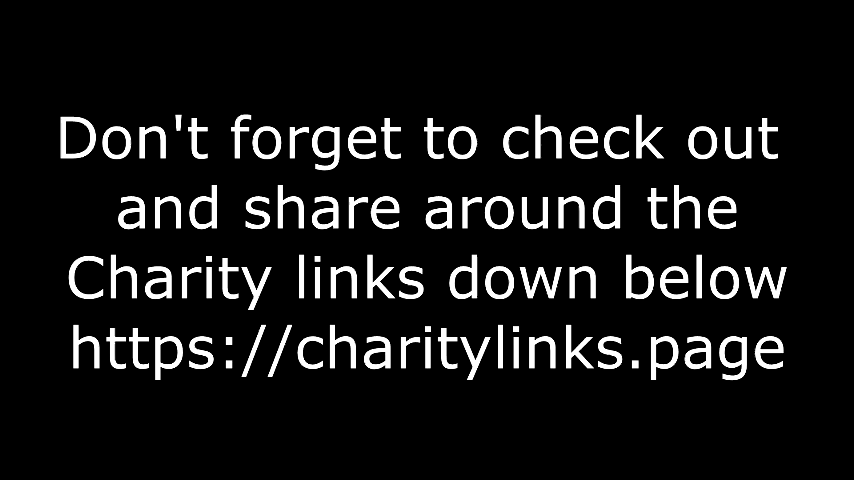 Don't forget to check out
and share around the
Charity links down below
https://charitylinks.page